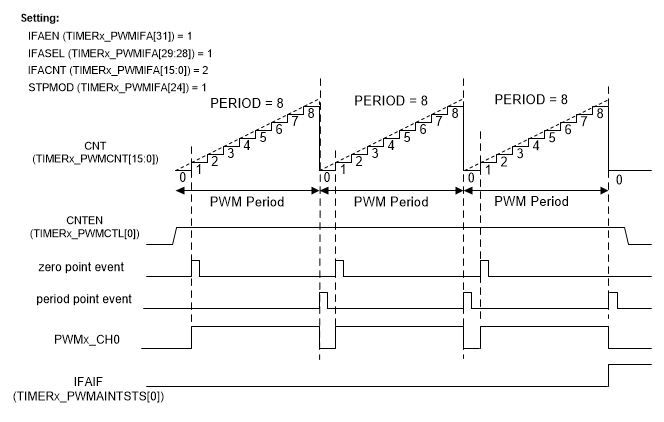 Setting:
IFAEN (TIMERx_PWMIFA[31]) = 1
IFASEL (TIMERx_PWMIFA[29:28]) = 1
IFACNT (TIMERx_PWMIFA[15:0]) = 2
STPMOD (TIMERx_PWMIFA[24]) = 1
PERIOD = 8 PERIOD = 8 PERIOD = 8
CNT
(TIMERx_PWMCNT[15:0])
0 1 2 3 4 5 6 7 8 0 1 2 3 4 5 6 7 8 0 1 2 3 4 5 6 7 8 0
PWM Period PWM Period PWM Period
CNTEN
(TIMERx_PWMCTL[0])
zero point event
period point event
PWMx_CH0
IFAIF
(TIMERx_PWMAINTSTS[0])